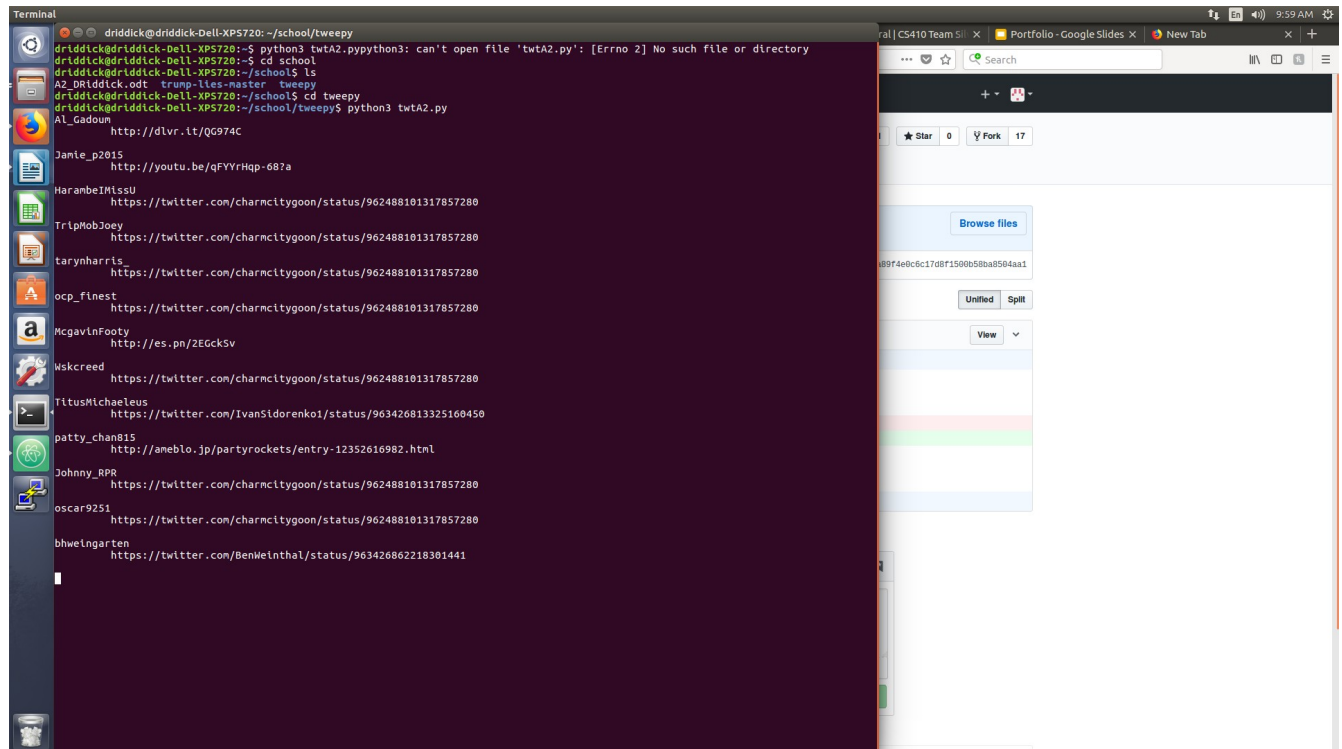 Terminal
En 9:59 AM
driddick@driddick-Dell-XPS720: ~/school/tweepy
driddick@driddick-Dell-XPS720:~$ python3 twtA2.pypython3: can't open file 'twtA2.py': [Errno 2] No such file or directory
driddick@driddick-Dell-XPS720:~$ cd school
driddick@driddick-Dell-XPS720:~/school$ ls
A2_DRiddick.odt trump-lies-master tweepy
driddick@driddick-Dell-XPS720:~/school$ cd tweepy
driddick@driddick-Dell-XPS720:~/school/tweepy$ python3 twtA2.py
Al_Gadoum
http://dlvr.it/QG974C
Jamie_p2015
http://youtu.be/qFYYrHqp-68?a
HarambeIMissU
https://twitter.com/charmcitygoon/status/962488101317857280
TripMobJoey
https://twitter.com/charmcitygoon/status/962488101317857280
tarynharris_
https://twitter.com/charmcitygoon/status/962488101317857280
ocp_finest
https://twitter.com/charmcitygoon/status/962488101317857280
McgavinFooty
http://es.pn/2EGckSv
Wskcreed
https://twitter.com/charmcitygoon/status/962488101317857280
TitusMichaeleus
https://twitter.com/IvanSidorenko1/status/963426813325160450
patty_chan815
http://ameblo.jp/partyrockets/entry-12352616982.html
Johnny_RPR
https://twitter.com/charmcitygoon/status/962488101317857280
oscar9251
https://twitter.com/charmcitygoon/status/962488101317857280
bhweingarten
https://twitter.com/BenWeinthal/status/963426862218301441
ral | CS410 Team Sil
Portfolio - Google Slides
New Tab
Search
Star 0 Fork 17
Browse files
89f4e0c6c17d8f1500b58ba8504aa1
Unified Split
View